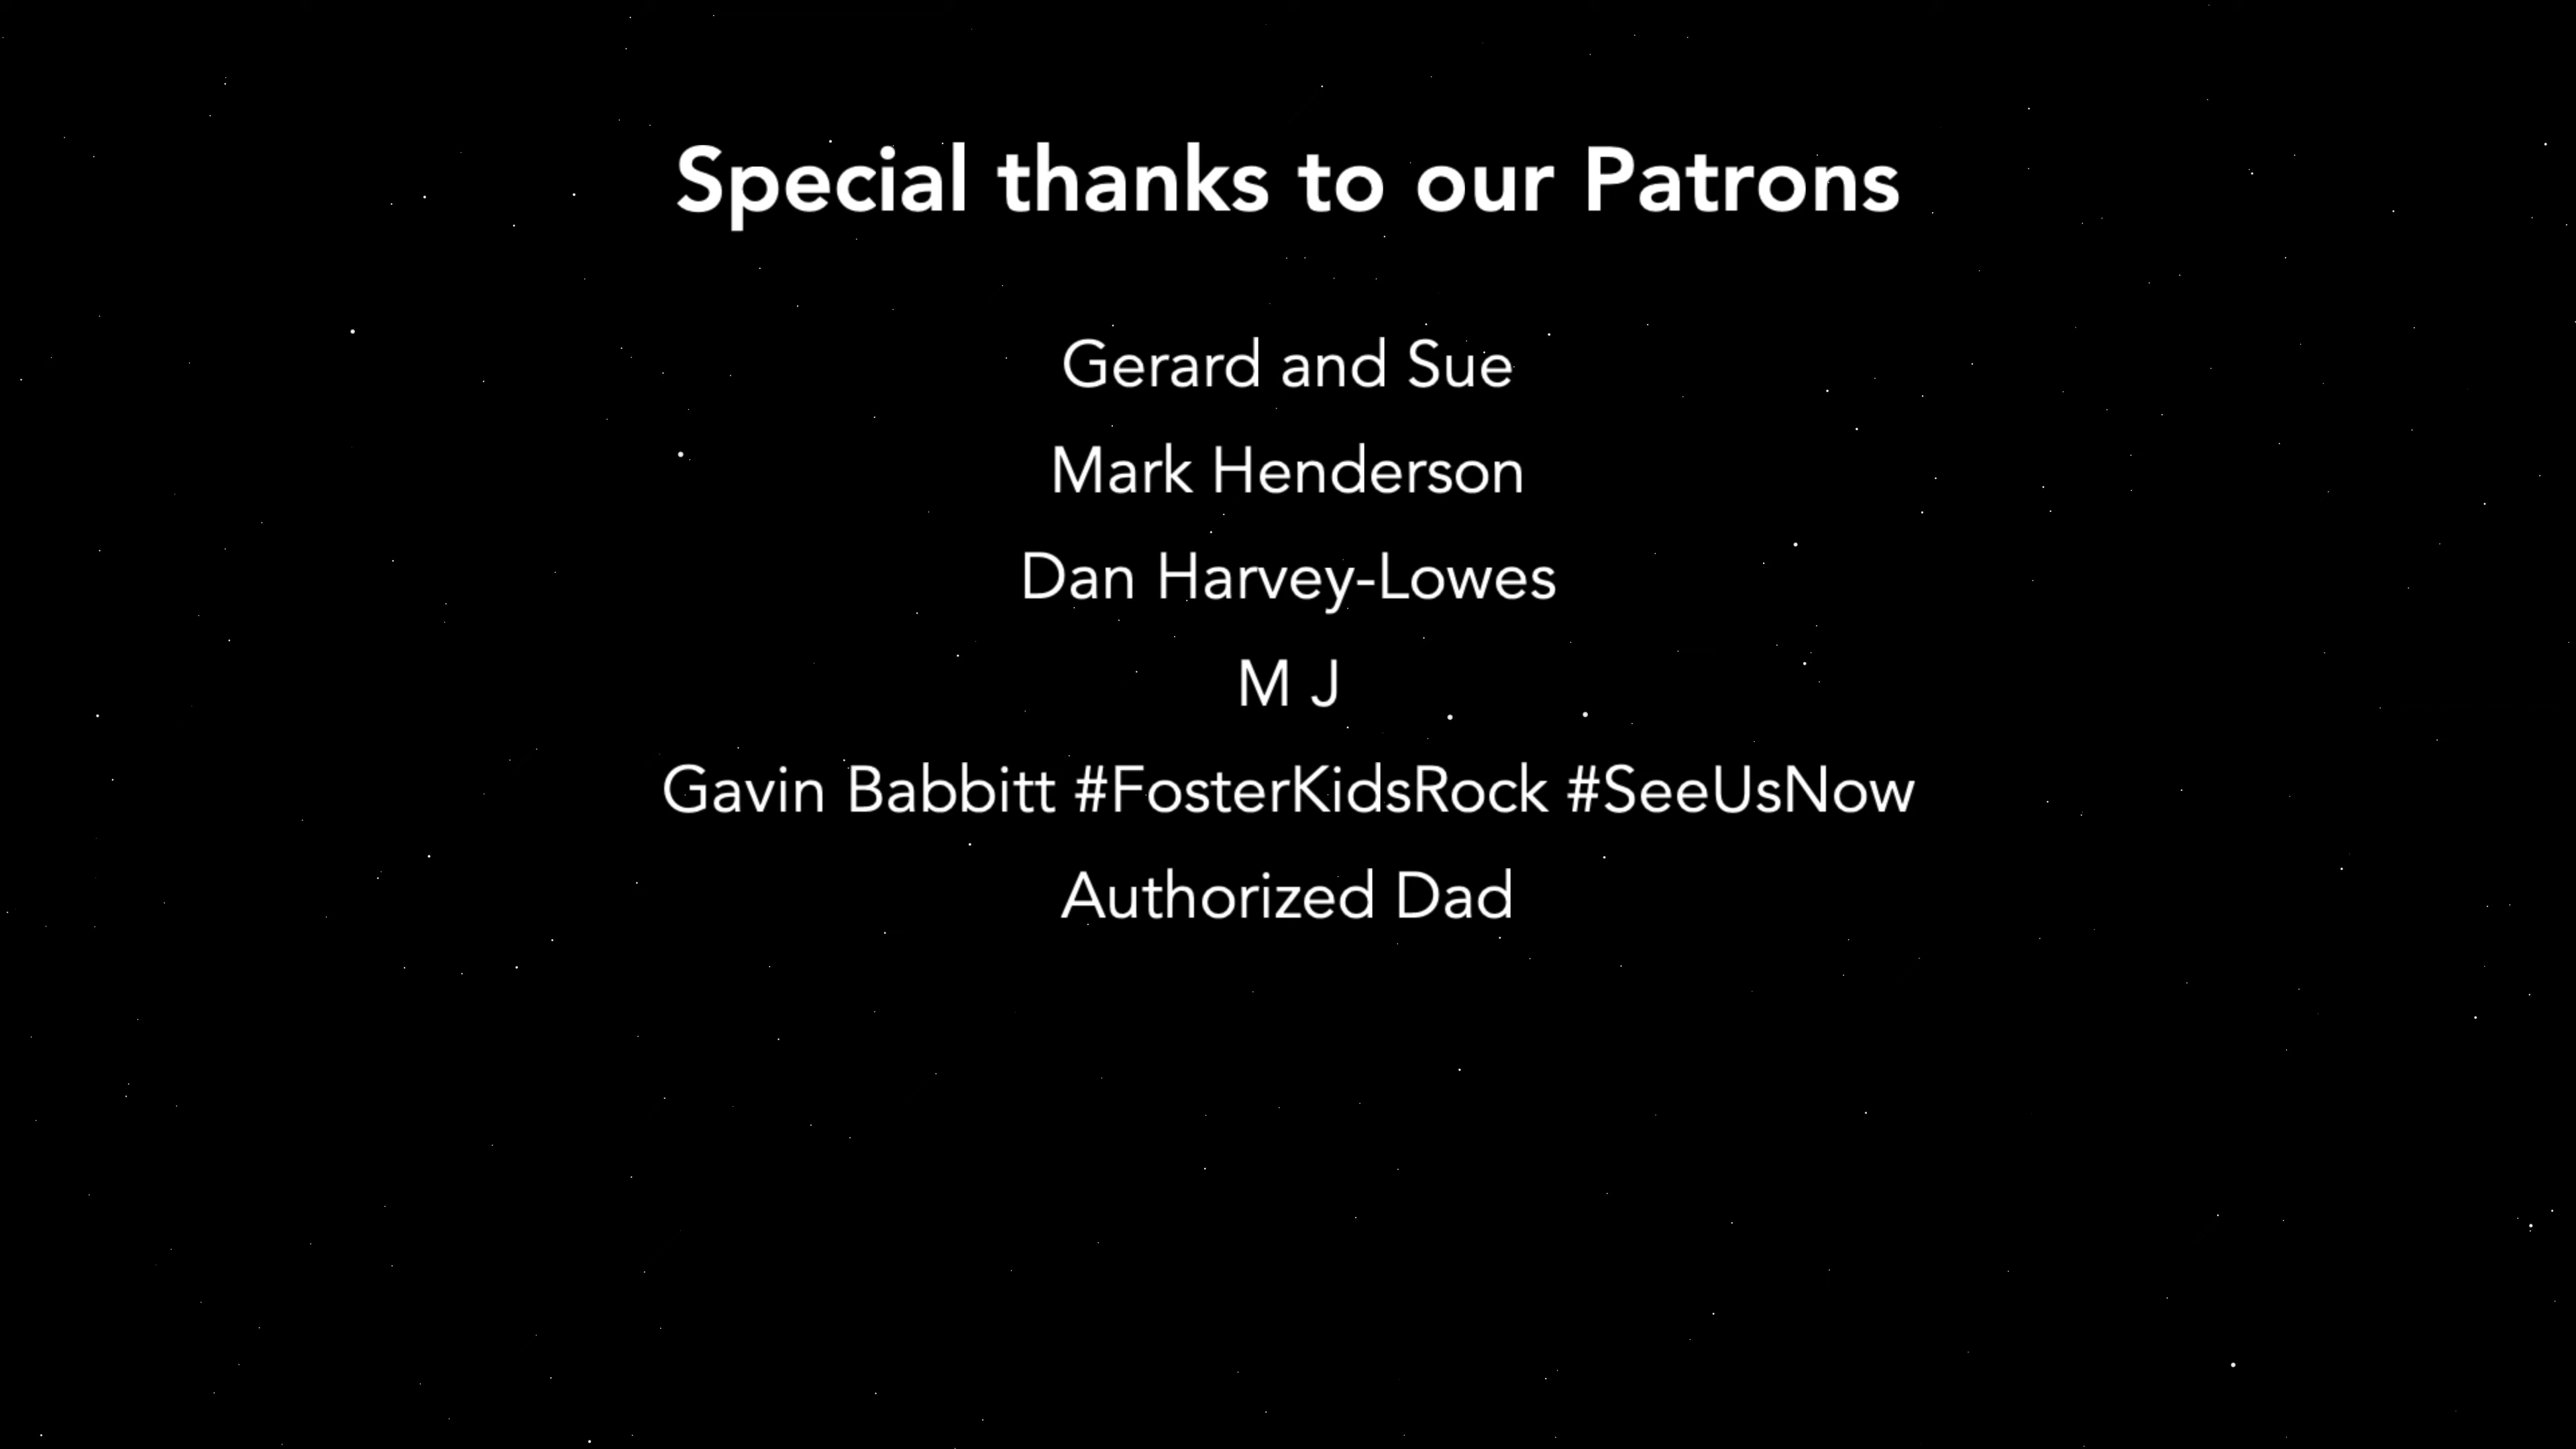 Special thanks to our Patrons
Gerard and Sue
Mark Henderson
Dan Harvey-Lowes
M J
Gavin Babbitt #FosterKidsRock #SeeUsNow
Authorized Dad